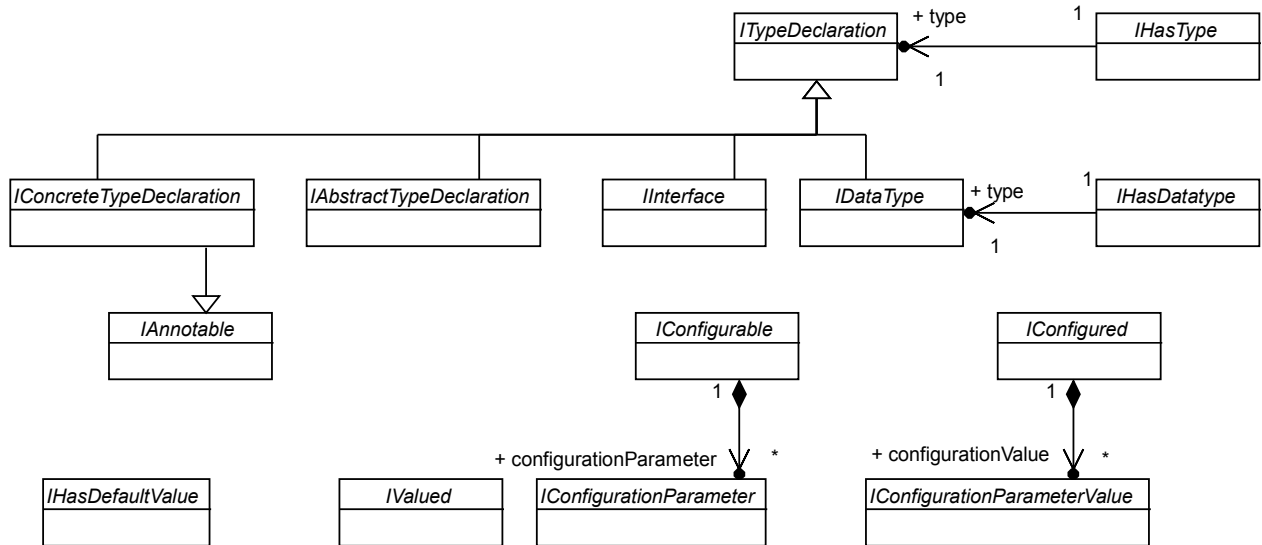 + type
1
ITypeDeclaration
IHasType
1
IConcreteTypeDeclaration
IAbstractTypeDeclaration
IInterface
IDataType
+ type
1
IHasDatatype
1
IAnnotable
IConfigurable
IConfigured
1
1
+ configurationParameter
*
+ configurationValue
*
IHasDefaultValue
IValued
IConfigurationParameter
IConfigurationParameterValue